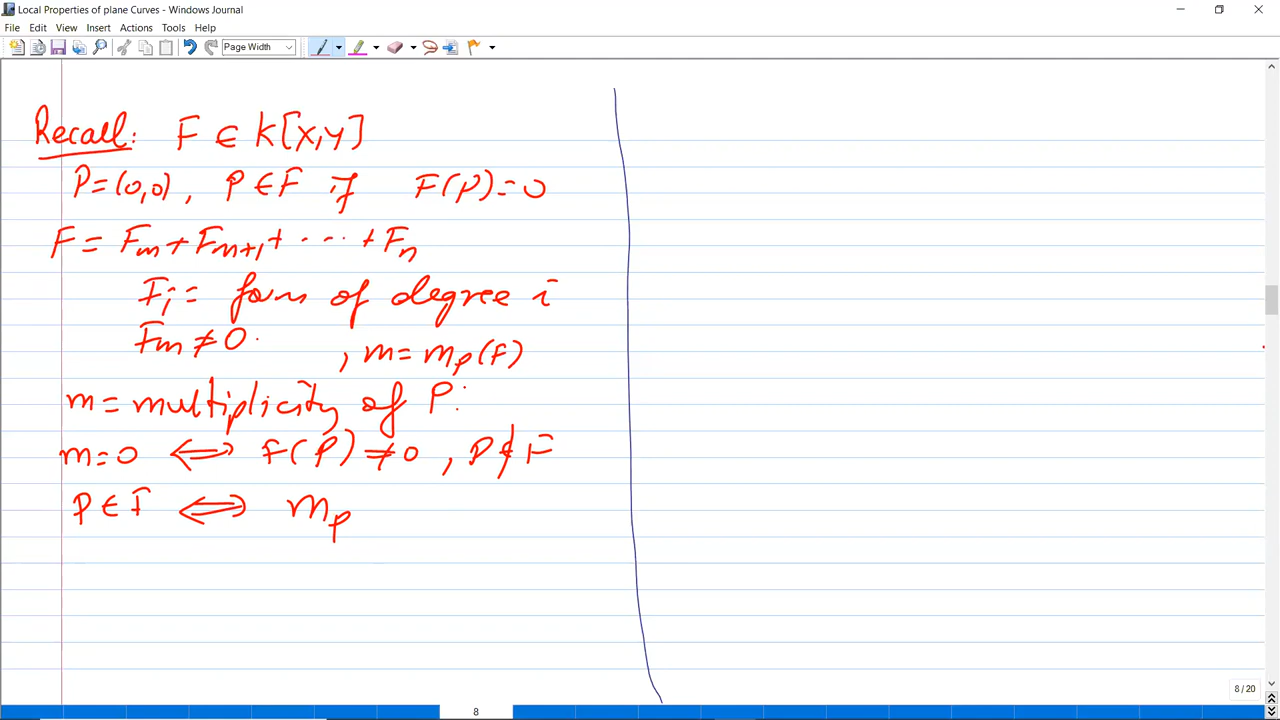 Local Properties of plane Curves - Windows Journal
File Edit View Insert Actions Tools Help
Page Width
Recall: F ∈ k[X,Y]
P=(0,0), P∈F if F(P)=0
F = Fm + Fm+1 + ..... + Fn
Fi = form of degree i
Fm ≠ 0.
, m = mp(F)
m = multiplicity of P.
m=0 ⟺ F(P) ≠ 0, P∉F
P∈F ⟺ mp
8 / 20
8